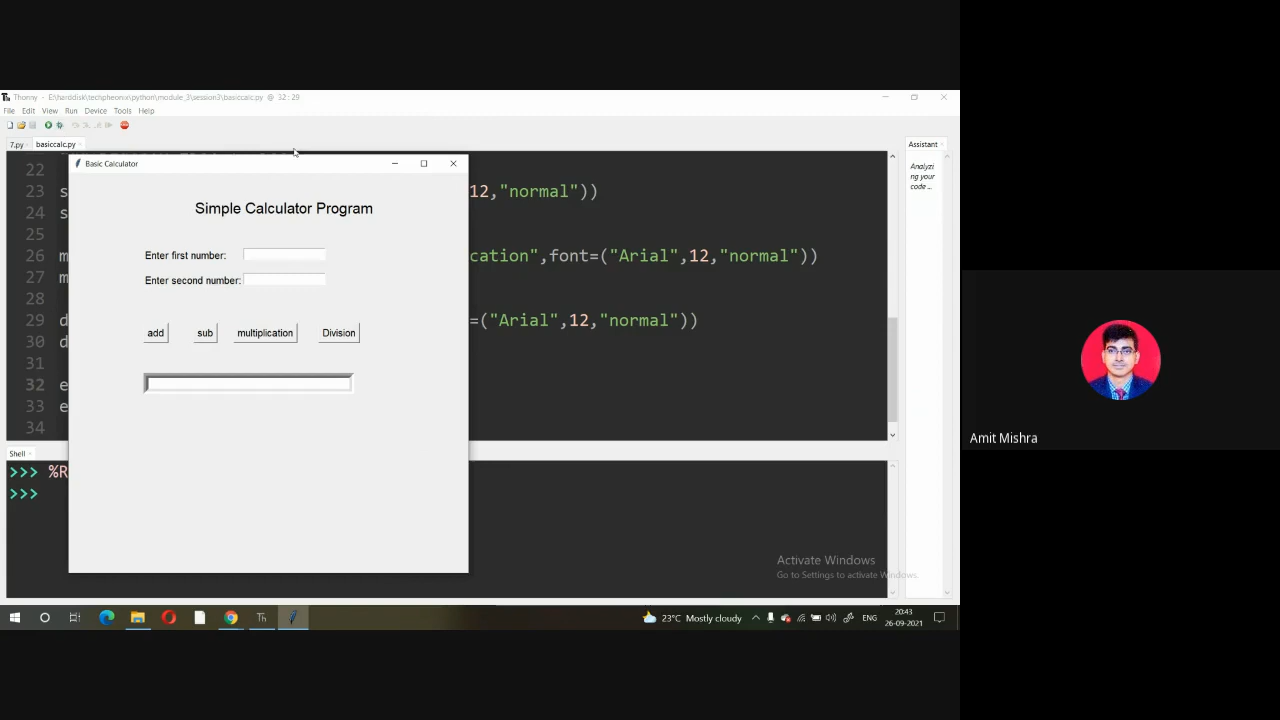 Thonny - E:\harddisk\techpheonix\python\module_3\session3\basiccalc.py @ 32 : 29
File Edit View Run Device Tools Help
7.py
basiccalc.py
Assistant
Analyzi
ng your
code ...
Basic Calculator
Simple Calculator Program
Enter first number:
Enter second number:
add sub multiplication Division
22
23 s 12,"normal"))
24 s
25
26 m cation",font=("Arial",12,"normal"))
27 m
28
29 d =("Arial",12,"normal"))
30 d
31
32 e
33 e
34
Shell
>>> %R
>>>
Activate Windows
Go to Settings to activate Windows.
23°C Mostly cloudy
ENG
20:43
26-09-2021
Amit Mishra